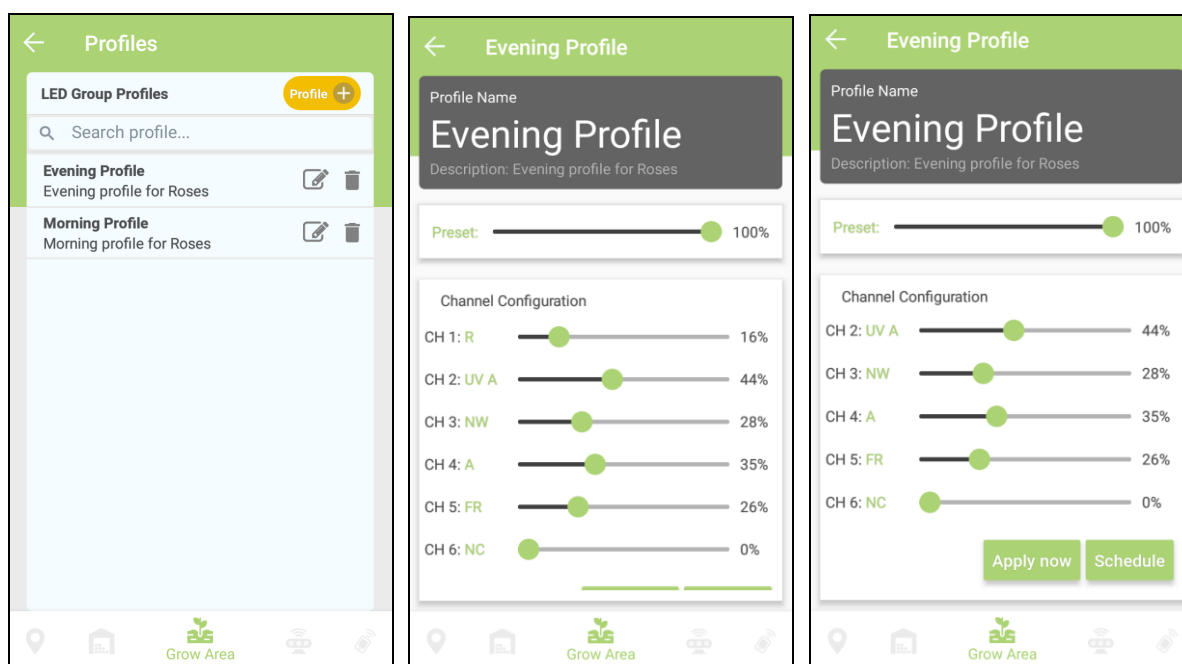 Profiles
LED Group Profiles
Profile
Search profile...
Evening Profile
Evening profile for Roses
Morning Profile
Morning profile for Roses
Grow Area
Evening Profile
Profile Name
Evening Profile
Description: Evening profile for Roses
Preset: 100%
Channel Configuration
CH 1: R 16%
CH 2: UV A 44%
CH 3: NW 28%
CH 4: A 35%
CH 5: FR 26%
CH 6: NC 0%
Grow Area
Evening Profile
Profile Name
Evening Profile
Description: Evening profile for Roses
Preset: 100%
Channel Configuration
CH 2: UV A 44%
CH 3: NW 28%
CH 4: A 35%
CH 5: FR 26%
CH 6: NC 0%
Apply now Schedule
Grow Area